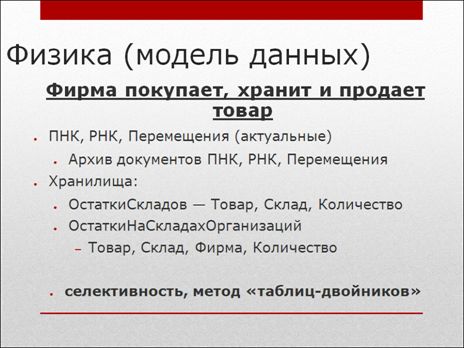 Физика (модель данных)
Фирма покупает, хранит и продает
товар
ПНК, РНК, Перемещения (актуальные)
Архив документов ПНК, РНК, Перемещения
Хранилища:
ОстаткиСкладов — Товар, Склад, Количество
ОстаткиНаСкладахОрганизаций
– Товар, Склад, Фирма, Количество
селективность, метод «таблиц-двойников»